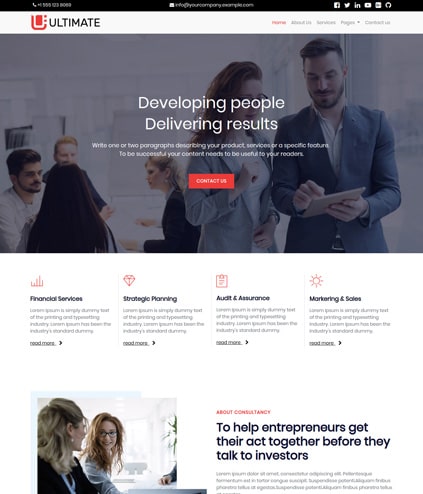 +1 555 123 8069 info@yourcompany.example.com
ULTIMATE Home About Us Services Pages Contact us
Developing people
Delivering results
Write one or two paragraphs describing your product, services or a specific feature.
To be successful your content needs to be useful to your readers.
CONTACT US
Financial Services
Lorem Ipsum is simply dummy text
of the printing and typesetting
industry. Lorem Ipsum has been the
industry's standard dummy.
read more
Strategic Planning
Lorem Ipsum is simply dummy text
of the printing and typesetting
industry. Lorem Ipsum has been the
industry's standard dummy.
read more
Audit & Assurance
Lorem Ipsum is simply dummy text
of the printing and typesetting
industry. Lorem Ipsum has been the
industry's standard dummy.
read more
Markering & Sales
Lorem Ipsum is simply dummy text
of the printing and typesetting
industry. Lorem Ipsum has been the
industry's standard dummy.
read more
ABOUT CONSULTANCY
To help entrepreneurs get
their act together before they
talk to investors
Lorem ipsum dolor sit amet, consectetur adipiscing elit. Pellentesque
euismod est in tortor congue suscipit. Suspendisse potentiAliquam finibus
pharetra tellus at egestas.Suspendisse potentiAliquam finibus pharetra